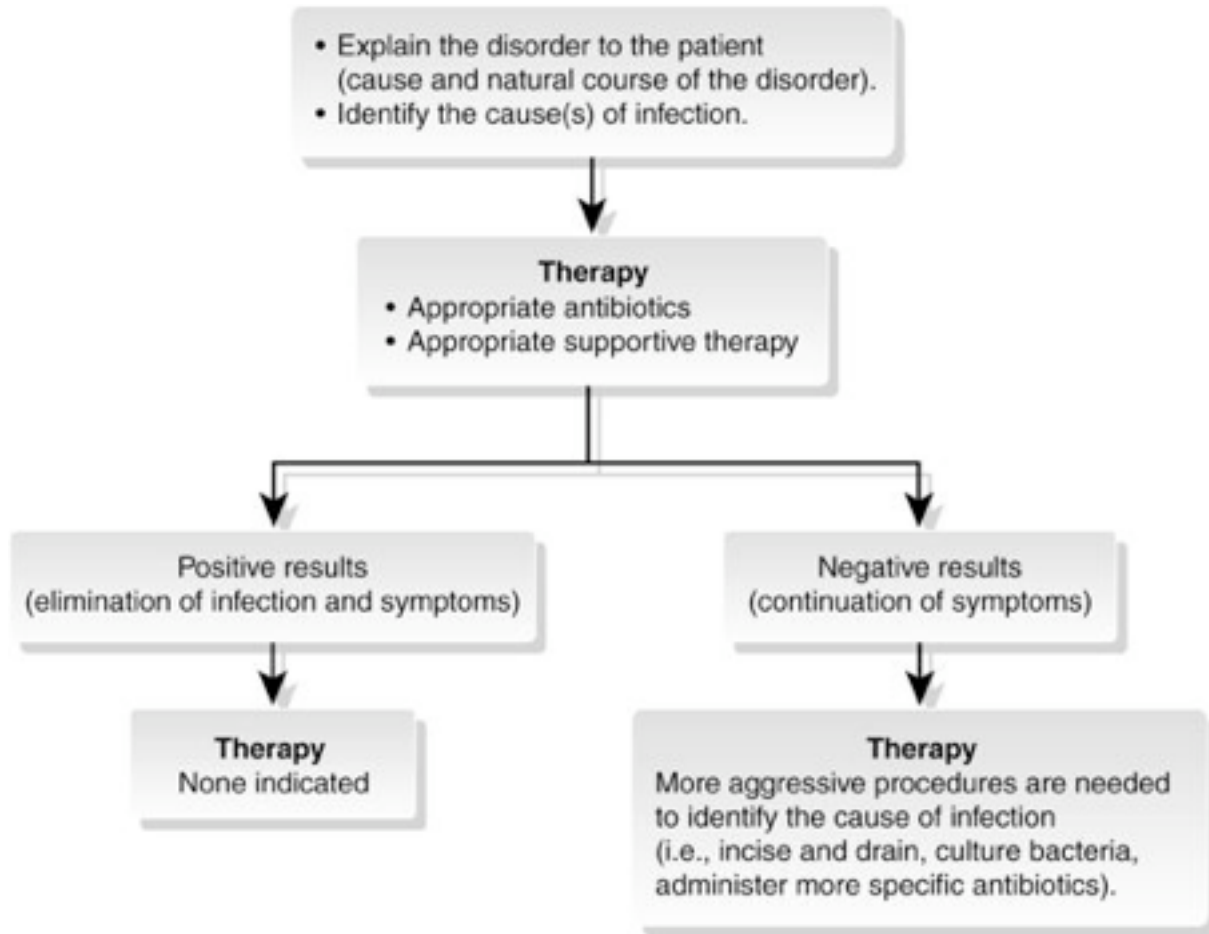 • Explain the disorder to the patient
(cause and natural course of the disorder).
• Identify the cause(s) of infection.
Therapy
• Appropriate antibiotics
• Appropriate supportive therapy
Positive results
(elimination of infection and symptoms)
Negative results
(continuation of symptoms)
Therapy
None indicated
Therapy
More aggressive procedures are needed
to identify the cause of infection
(i.e., incise and drain, culture bacteria,
administer more specific antibiotics).